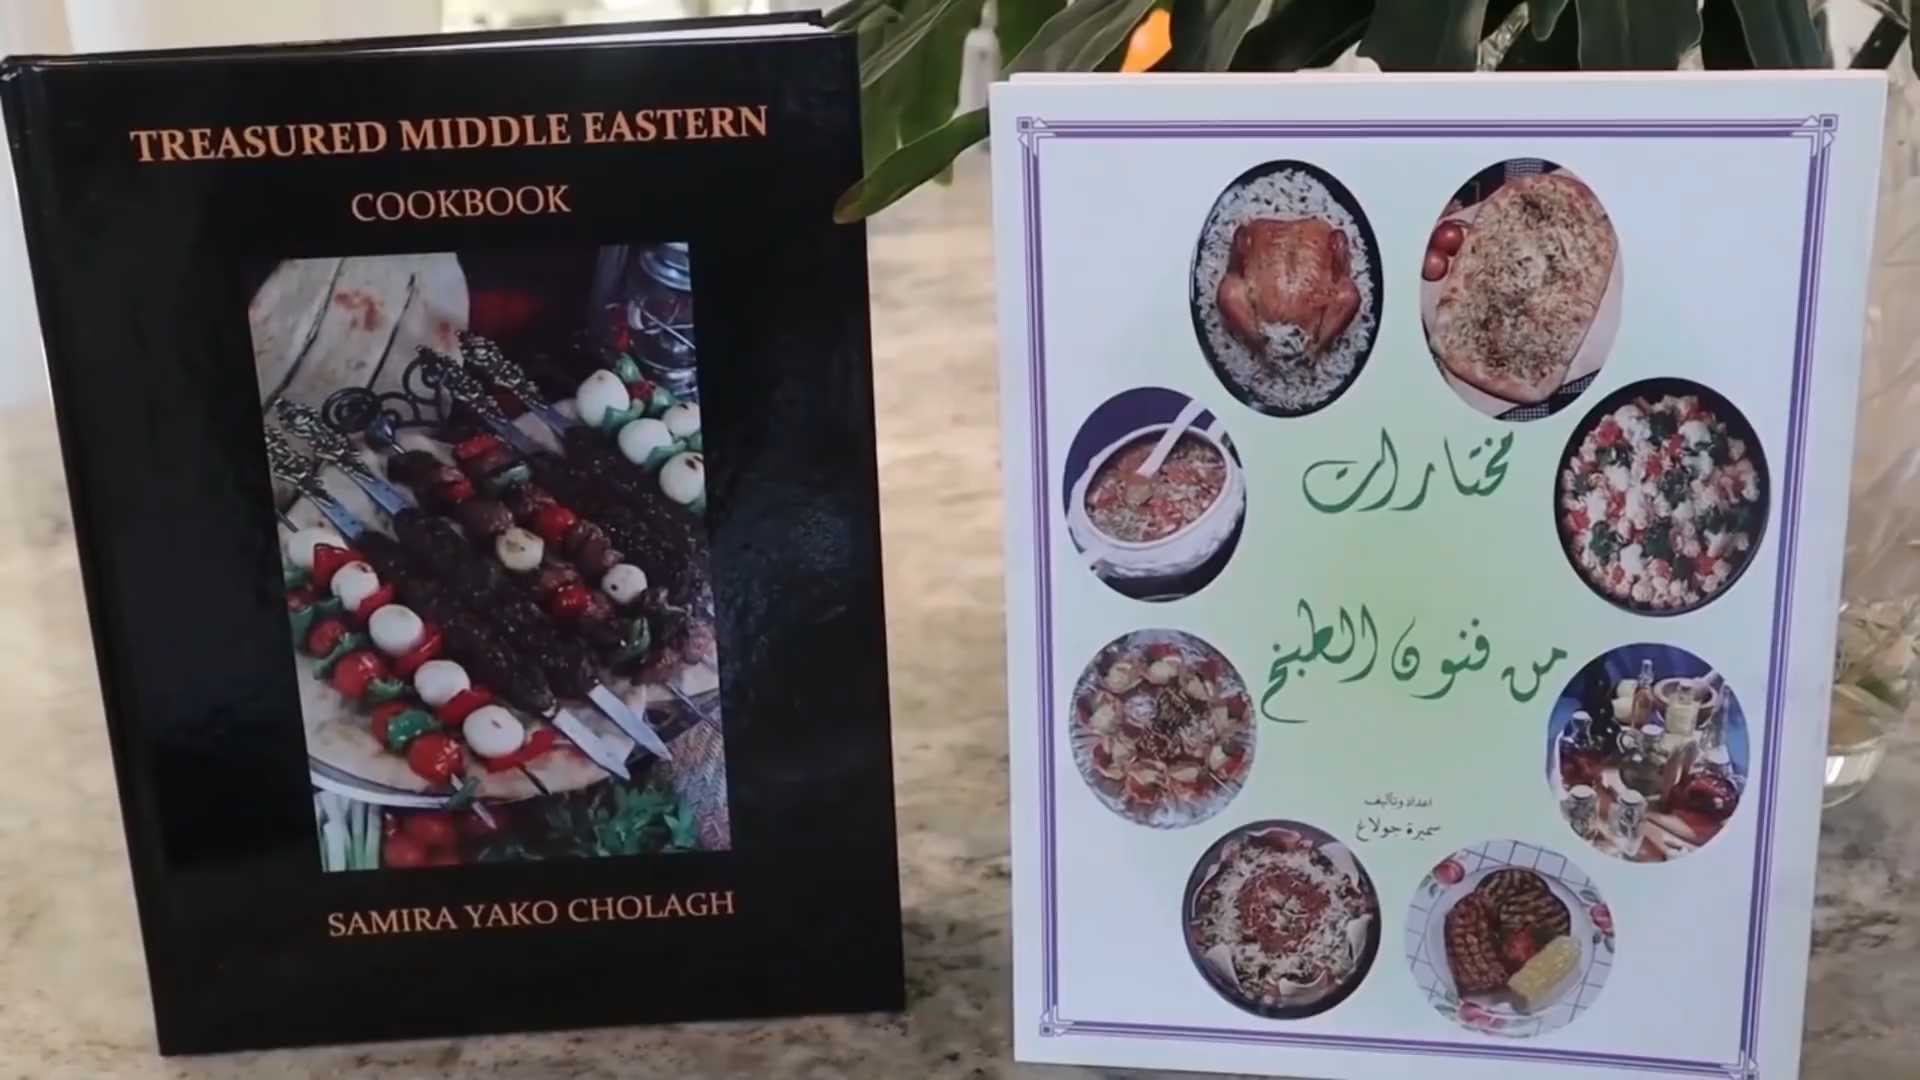 TREASURED MIDDLE EASTERN
COOKBOOK
SAMIRA YAKO CHOLAGH
مختارات
من فنون الطبخ
اعداد وتأليف
سميرة جولاغ